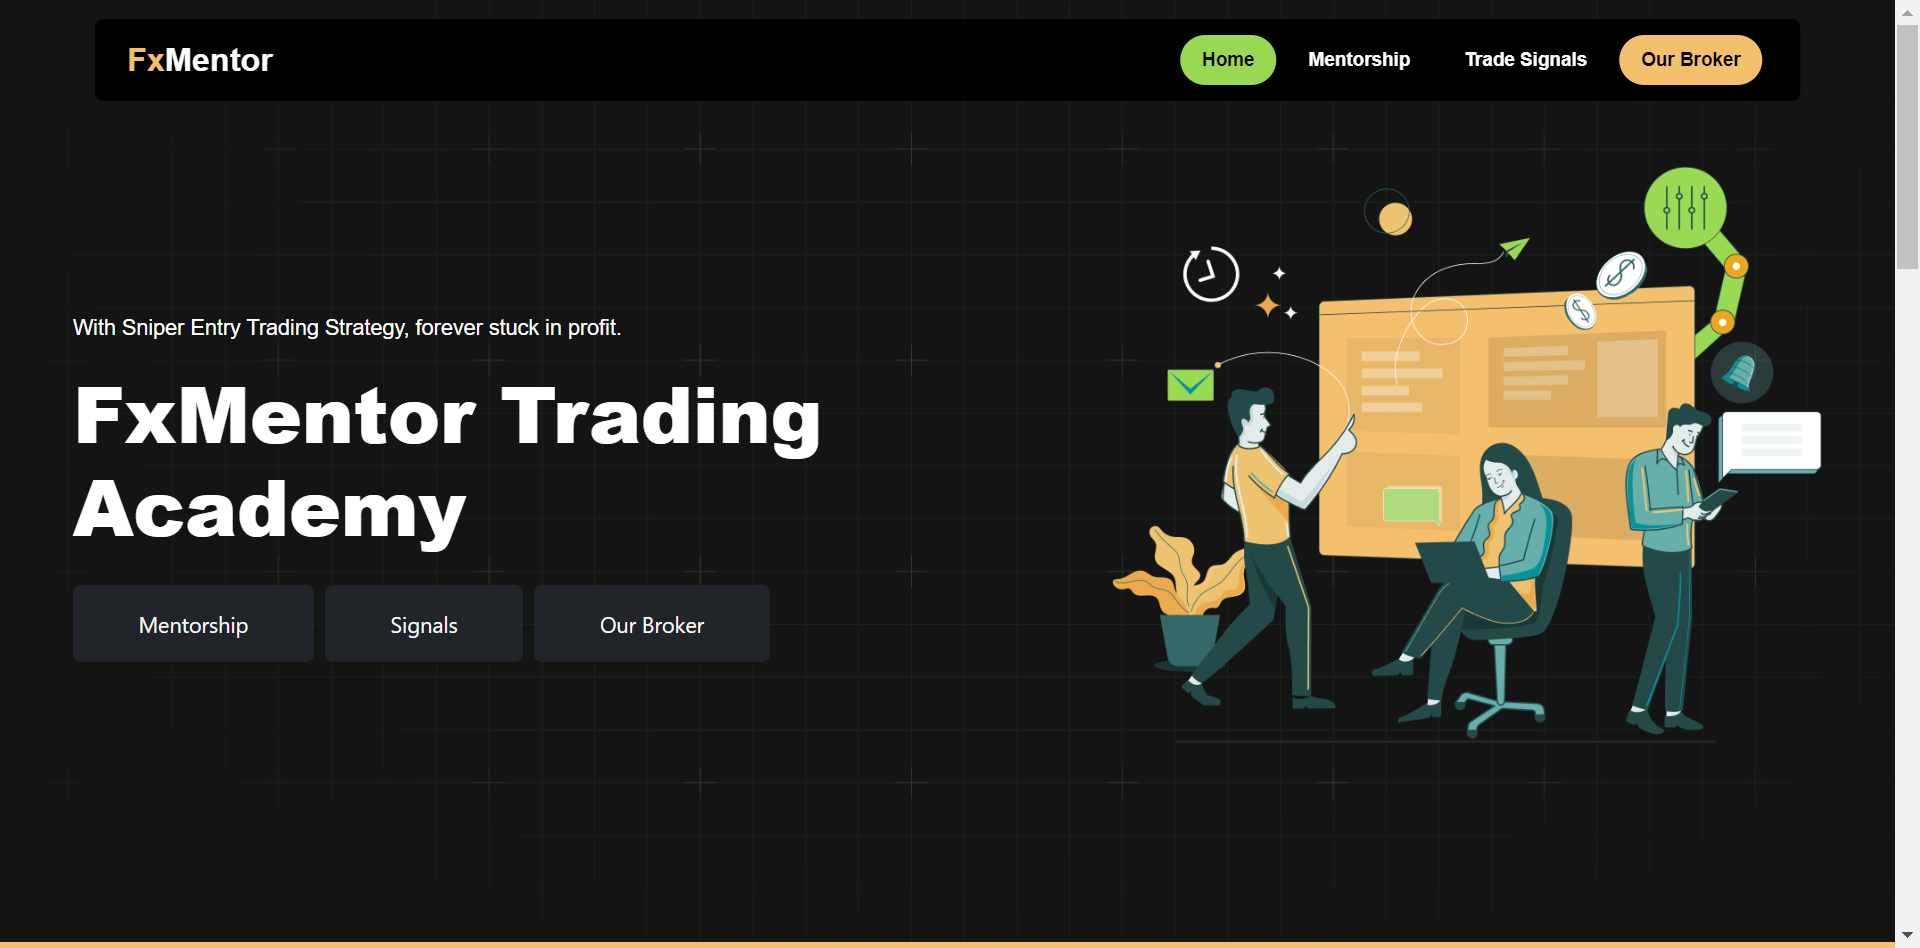 FxMentor
Home Mentorship Trade Signals Our Broker
With Sniper Entry Trading Strategy, forever stuck in profit.
FxMentor Trading
Academy
Mentorship Signals Our Broker